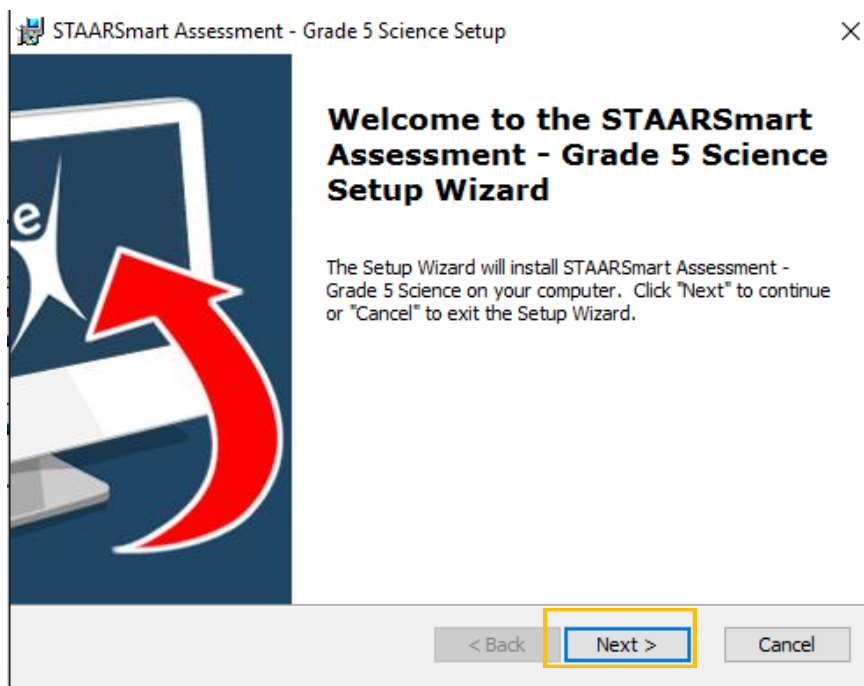 STAARSmart Assessment - Grade 5 Science Setup
Welcome to the STAARSmart
Assessment - Grade 5 Science
Setup Wizard
e
The Setup Wizard will install STAARSmart Assessment -
Grade 5 Science on your computer.  Click "Next" to continue
or "Cancel" to exit the Setup Wizard.
< Back
Next >
Cancel